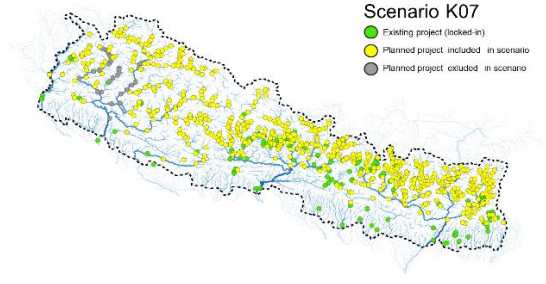 Scenario K07
Existing project (locked-in)
Planned project included in scenario
Planned project exluded in scenario